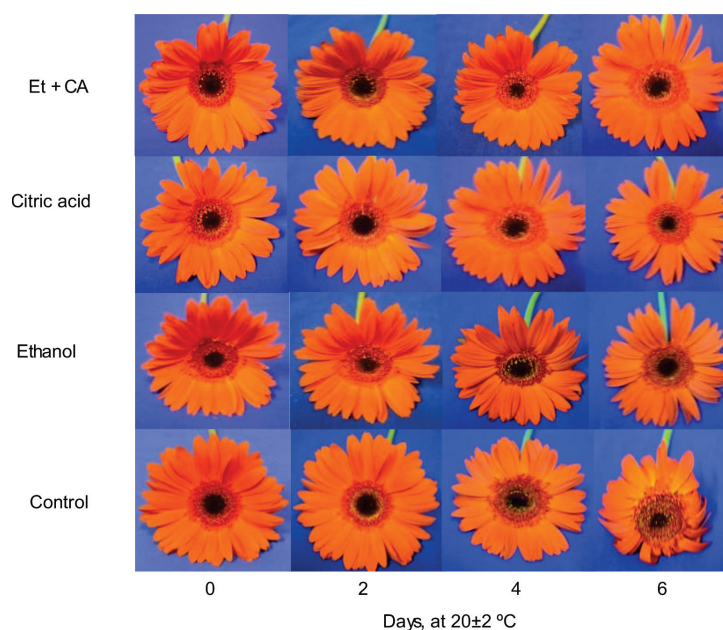 Et + CA
Citric acid
Ethanol
Control
0 2 4 6
Days, at 20±2 ºC